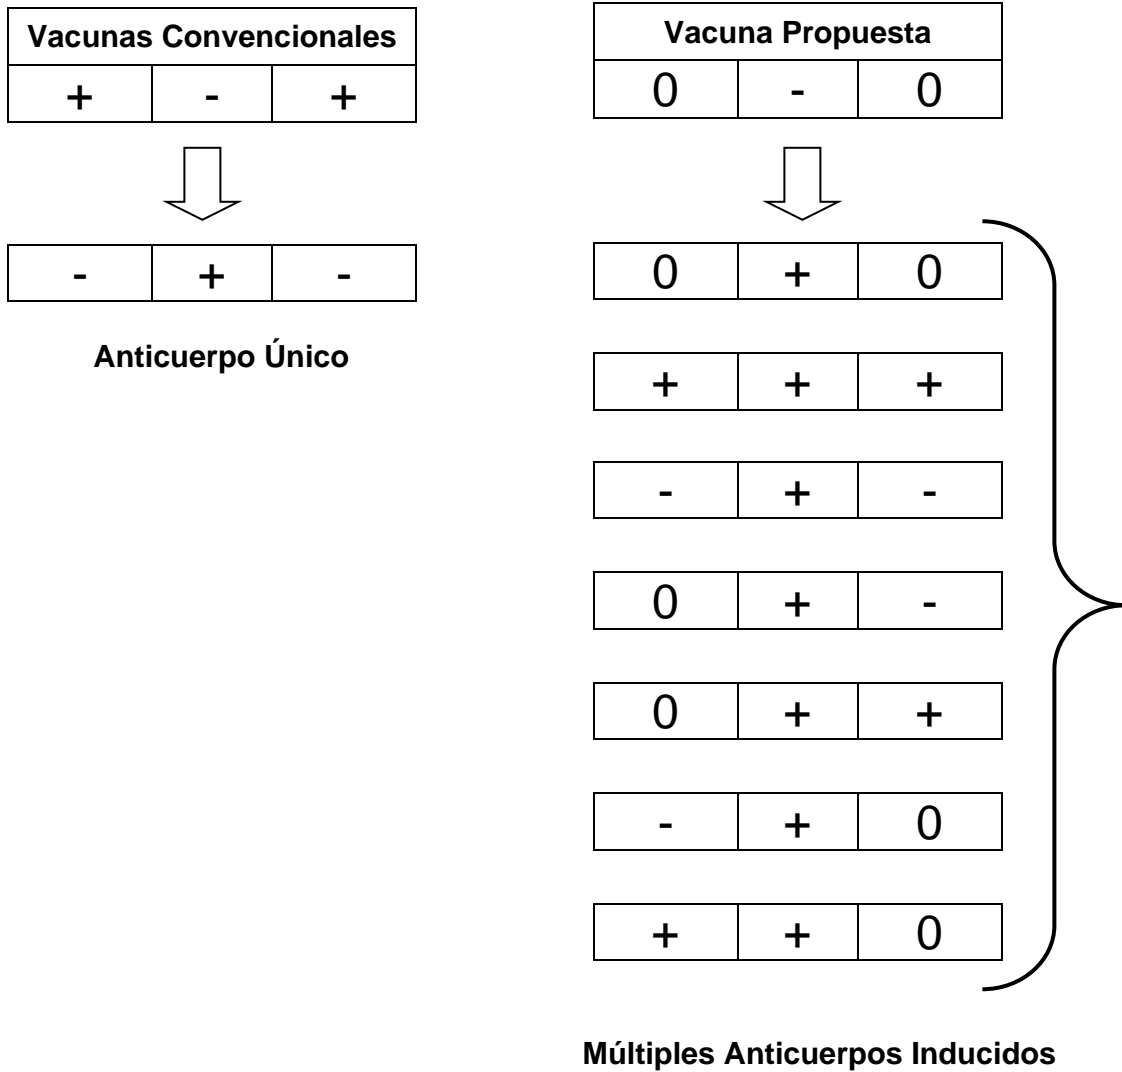 Vacunas Convencionales
+ - +
- + -
Anticuerpo Único
Vacuna Propuesta
0 - 0
0 + 0
+ + +
- + -
0 + -
0 + +
- + 0
+ + 0
Múltiples Anticuerpos Inducidos